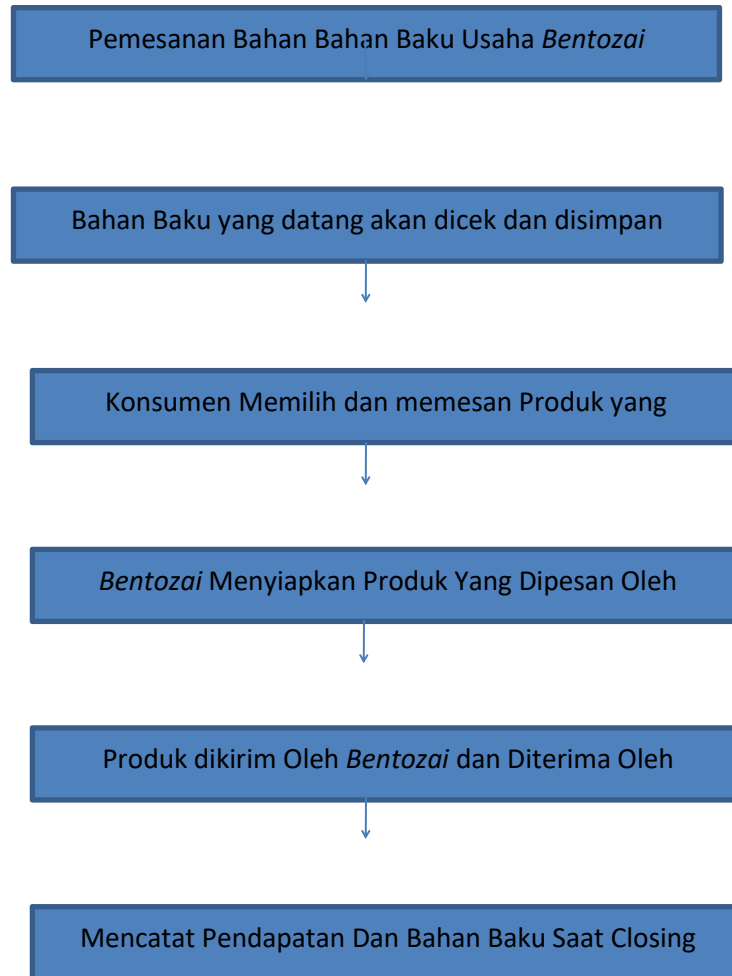 Pemesanan Bahan Bahan Baku Usaha Bentozai
Bahan Baku yang datang akan dicek dan disimpan
Konsumen Memilih dan memesan Produk yang
Bentozai Menyiapkan Produk Yang Dipesan Oleh
Produk dikirim Oleh Bentozai dan Diterima Oleh
Mencatat Pendapatan Dan Bahan Baku Saat Closing